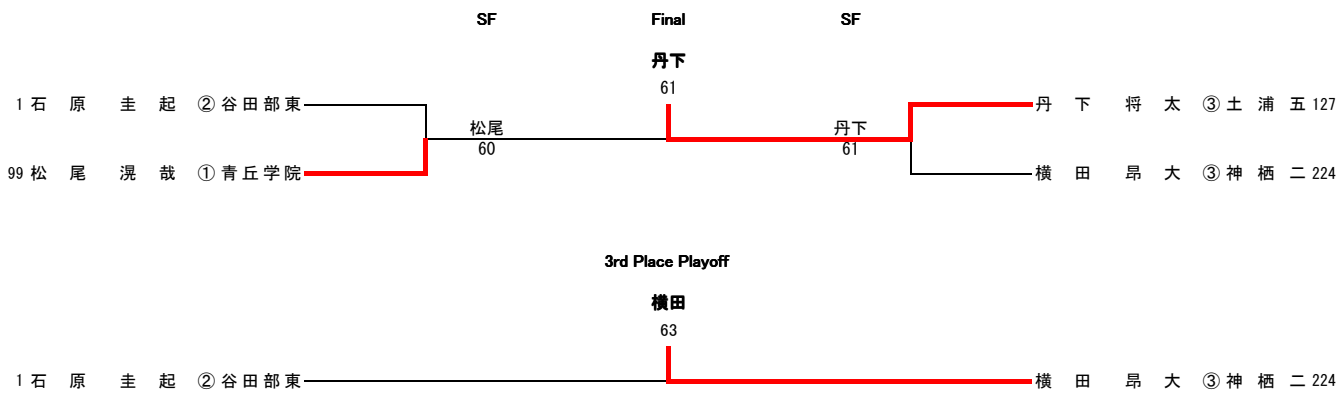 SF Final SF
丹下
61
1 石原 圭起 ② 谷田部東
丹下 将太 ③ 土浦五 127
松尾
60
丹下
61
99 松尾 滉哉 ① 青丘学院
横田 昂大 ③ 神栖二 224
3rd Place Playoff
横田
63
1 石原 圭起 ② 谷田部東
横田 昂大 ③ 神栖二 224